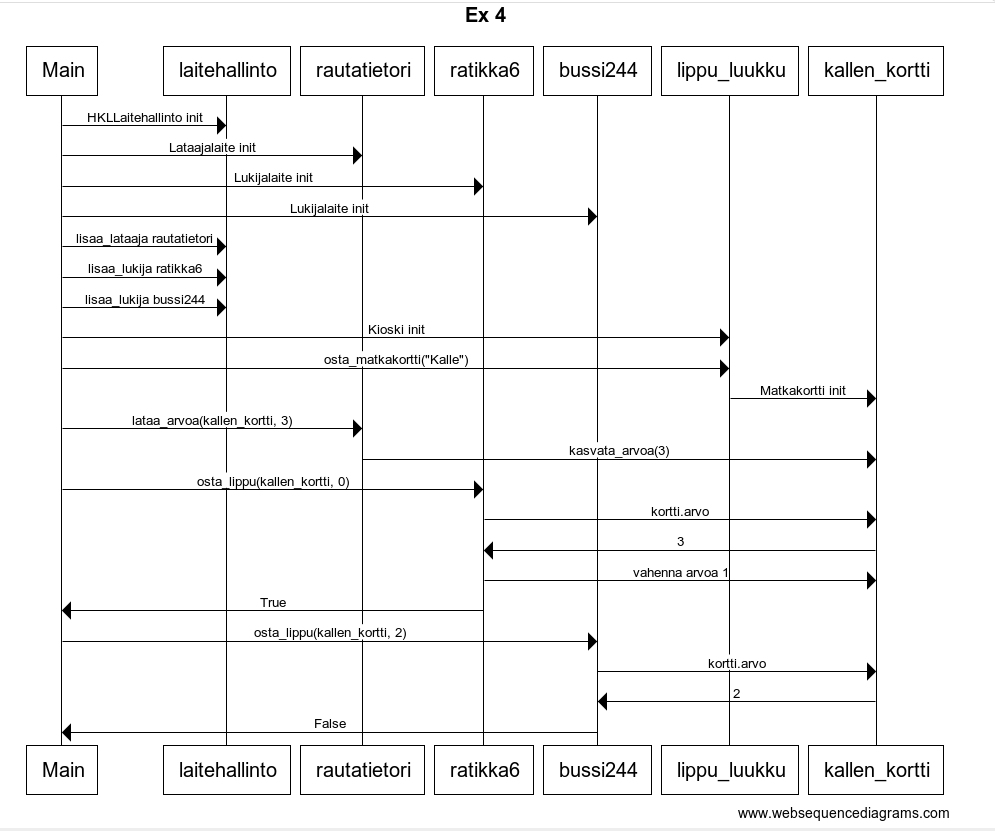 Ex 4
Main laitehallinto rautatietori ratikka6 bussi244 lippu_luukku kallen_kortti
HKLLaitehallinto init
Lataajalaite init
Lukijalaite init
Lukijalaite init
lisaa_lataaja rautatietori
lisaa_lukija ratikka6
lisaa_lukija bussi244
Kioski init
osta_matkakortti("Kalle")
Matkakortti init
lataa_arvoa(kallen_kortti, 3)
kasvata_arvoa(3)
osta_lippu(kallen_kortti, 0)
kortti.arvo
3
vahenna arvoa 1
True
osta_lippu(kallen_kortti, 2)
kortti.arvo
2
False
Main laitehallinto rautatietori ratikka6 bussi244 lippu_luukku kallen_kortti
www.websequencediagrams.com